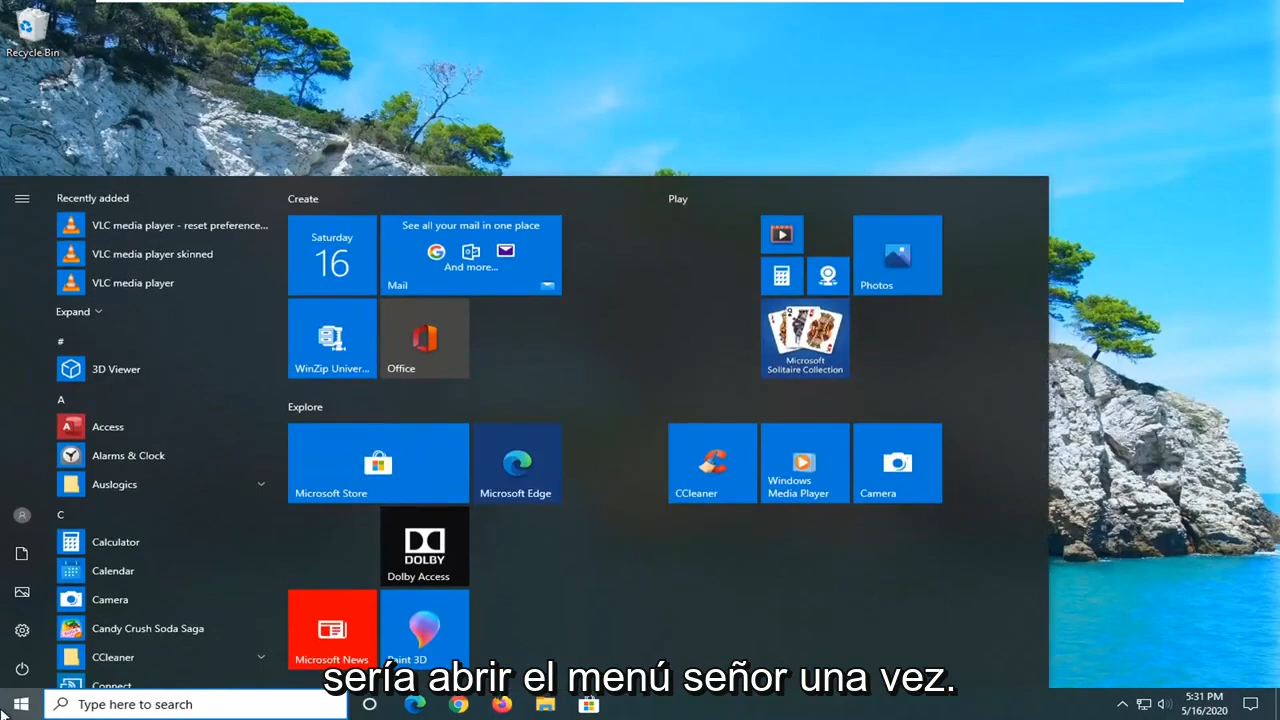 Recycle Bin
Recently added
VLC media player - reset preference...
VLC media player skinned
VLC media player
Expand
#
3D Viewer
A
Access
Alarms & Clock
Auslogics
C
Calculator
Calendar
Camera
Candy Crush Soda Saga
CCleaner
Connect
Create
Saturday
16
See all your mail in one place
And more...
Mail
WinZip Univer...
Office
Explore
Microsoft Store
Microsoft Edge
DOLBY
Dolby Access
Microsoft News
Paint 3D
Play
Photos
Microsoft
Solitaire Collection
CCleaner
Windows
Media Player
Camera
sería abrir el menú señor una vez.
Type here to search
5:31 PM
5/16/2020